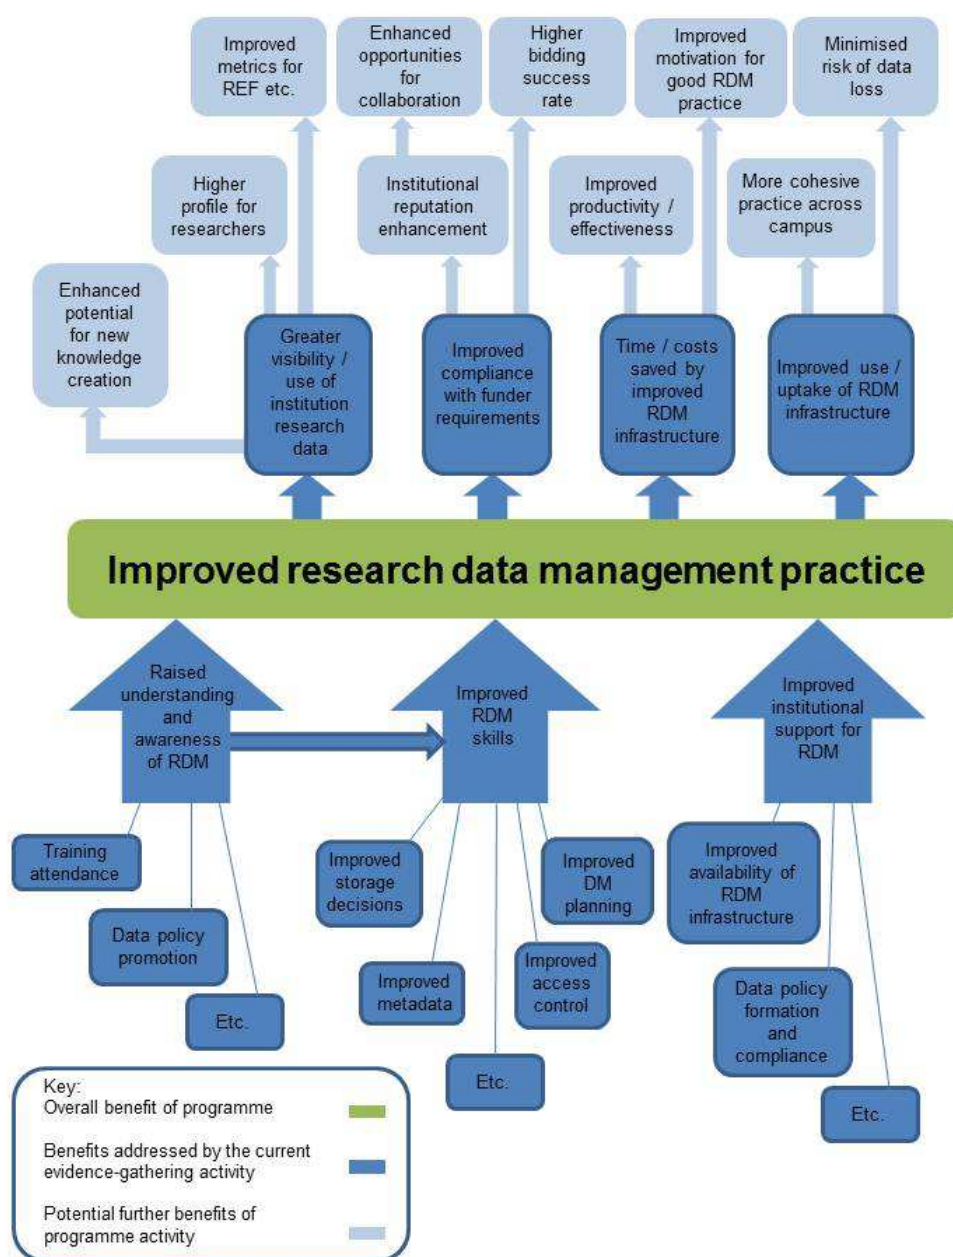 Improved
metrics for
REF etc.
Enhanced
opportunities
for
collaboration
Higher
bidding
success
rate
Improved
motivation for
good RDM
practice
Minimised
risk of data
loss
Higher
profile for
researchers
Institutional
reputation
enhancement
Improved
productivity /
effectiveness
More cohesive
practice across
campus
Enhanced
potential
for new
knowledge
creation
Greater
visibility /
use of
institution
research
data
Improved
compliance
with funder
requirements
Time / costs
saved by
improved
RDM
infrastructure
Improved use /
uptake of RDM
infrastructure
Improved research data management practice
Raised
understanding
and
awareness
of RDM
Improved
RDM
skills
Improved
institutional
support for
RDM
Training
attendance
Data policy
promotion
Etc.
Improved
storage
decisions
Improved
metadata
Etc.
Improved
access
control
Improved
DM
planning
Improved
availability of
RDM
infrastructure
Data policy
formation
and
compliance
Etc.
Key:
Overall benefit of programme
Benefits addressed by the current
evidence-gathering activity
Potential further benefits of
programme activity